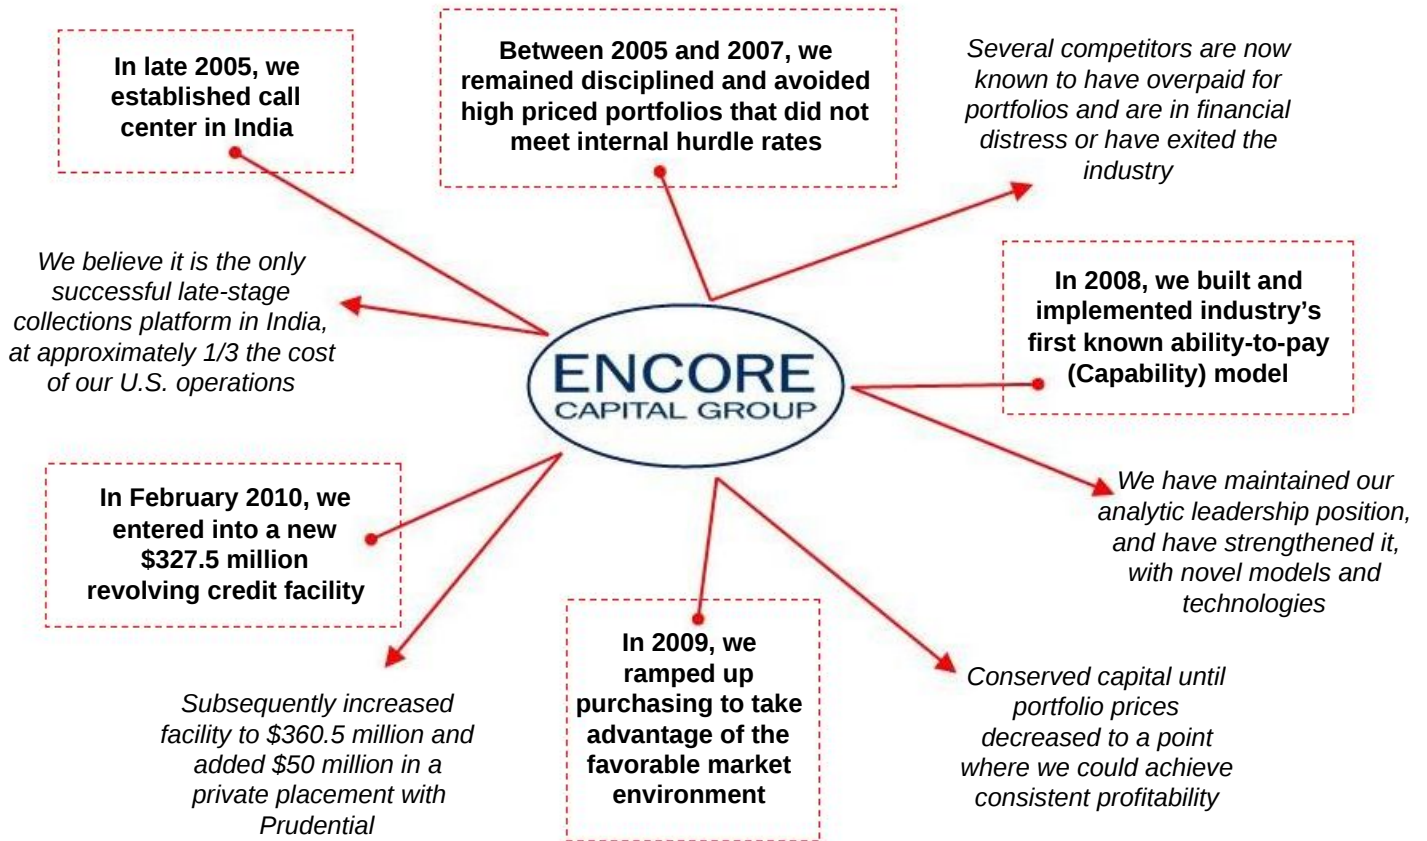 In late 2005, we
established call
center in India
Between 2005 and 2007, we
remained disciplined and avoided
high priced portfolios that did not
meet internal hurdle rates
Several competitors are now
known to have overpaid for
portfolios and are in financial
distress or have exited the
industry
We believe it is the only
successful late-stage
collections platform in India,
at approximately 1/3 the cost
of our U.S. operations
In 2008, we built and
implemented industry's
first known ability-to-pay
(Capability) model
ENCORE
CAPITAL GROUP
In February 2010, we
entered into a new
$327.5 million
revolving credit facility
We have maintained our
analytic leadership position,
and have strengthened it,
with novel models and
technologies
Subsequently increased
facility to $360.5 million and
added $50 million in a
private placement with
Prudential
In 2009, we
ramped up
purchasing to take
advantage of the
favorable market
environment
Conserved capital until
portfolio prices
decreased to a point
where we could achieve
consistent profitability